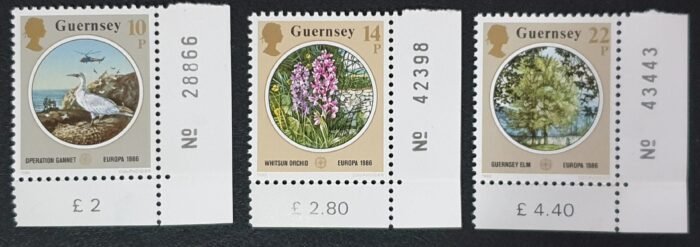 Guernsey 10P
OPERATION GANNET EUROPA 1986
£ 2
№ 28866
Guernsey 14P
WHITSUN ORCHID EUROPA 1986
£ 2.80
№ 42398
Guernsey 22P
GUERNSEY ELM EUROPA 1986
£ 4.40
№ 43443